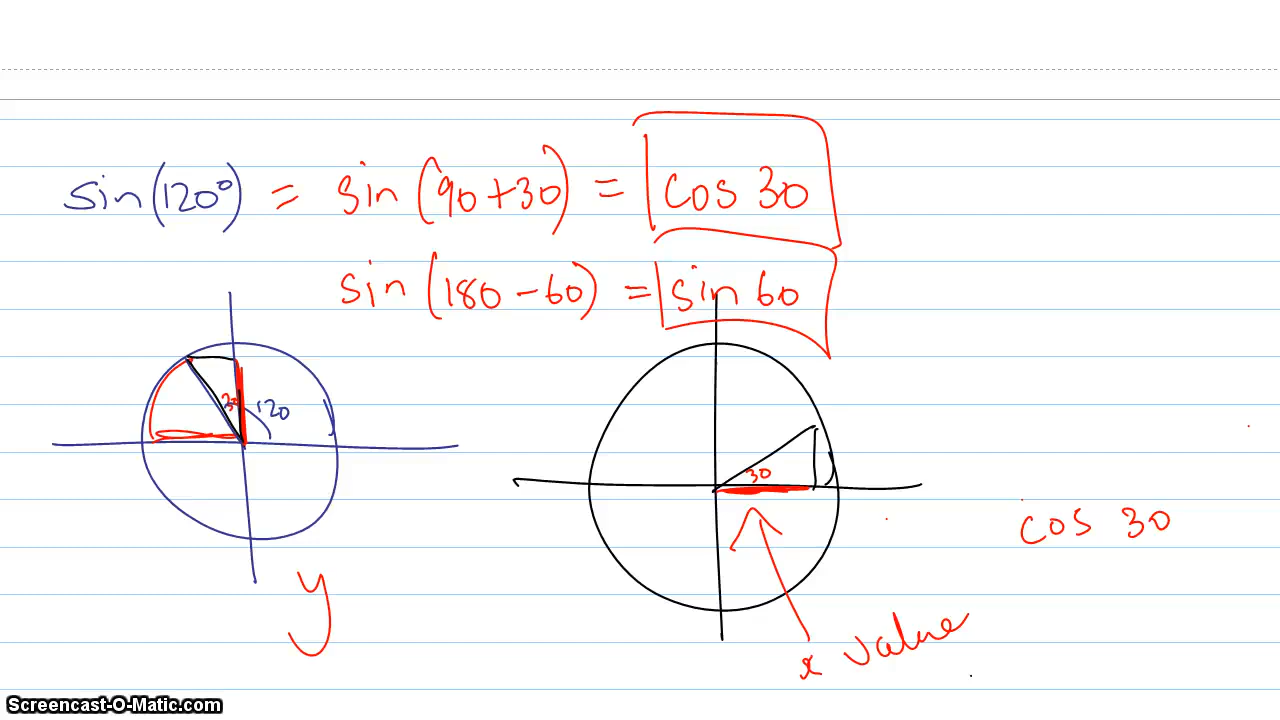 sin(120°) = sin(90+30) = cos 30
sin(180-60) = sin 60
30
120
30
cos 30
y
x value
Screencast-O-Matic.com